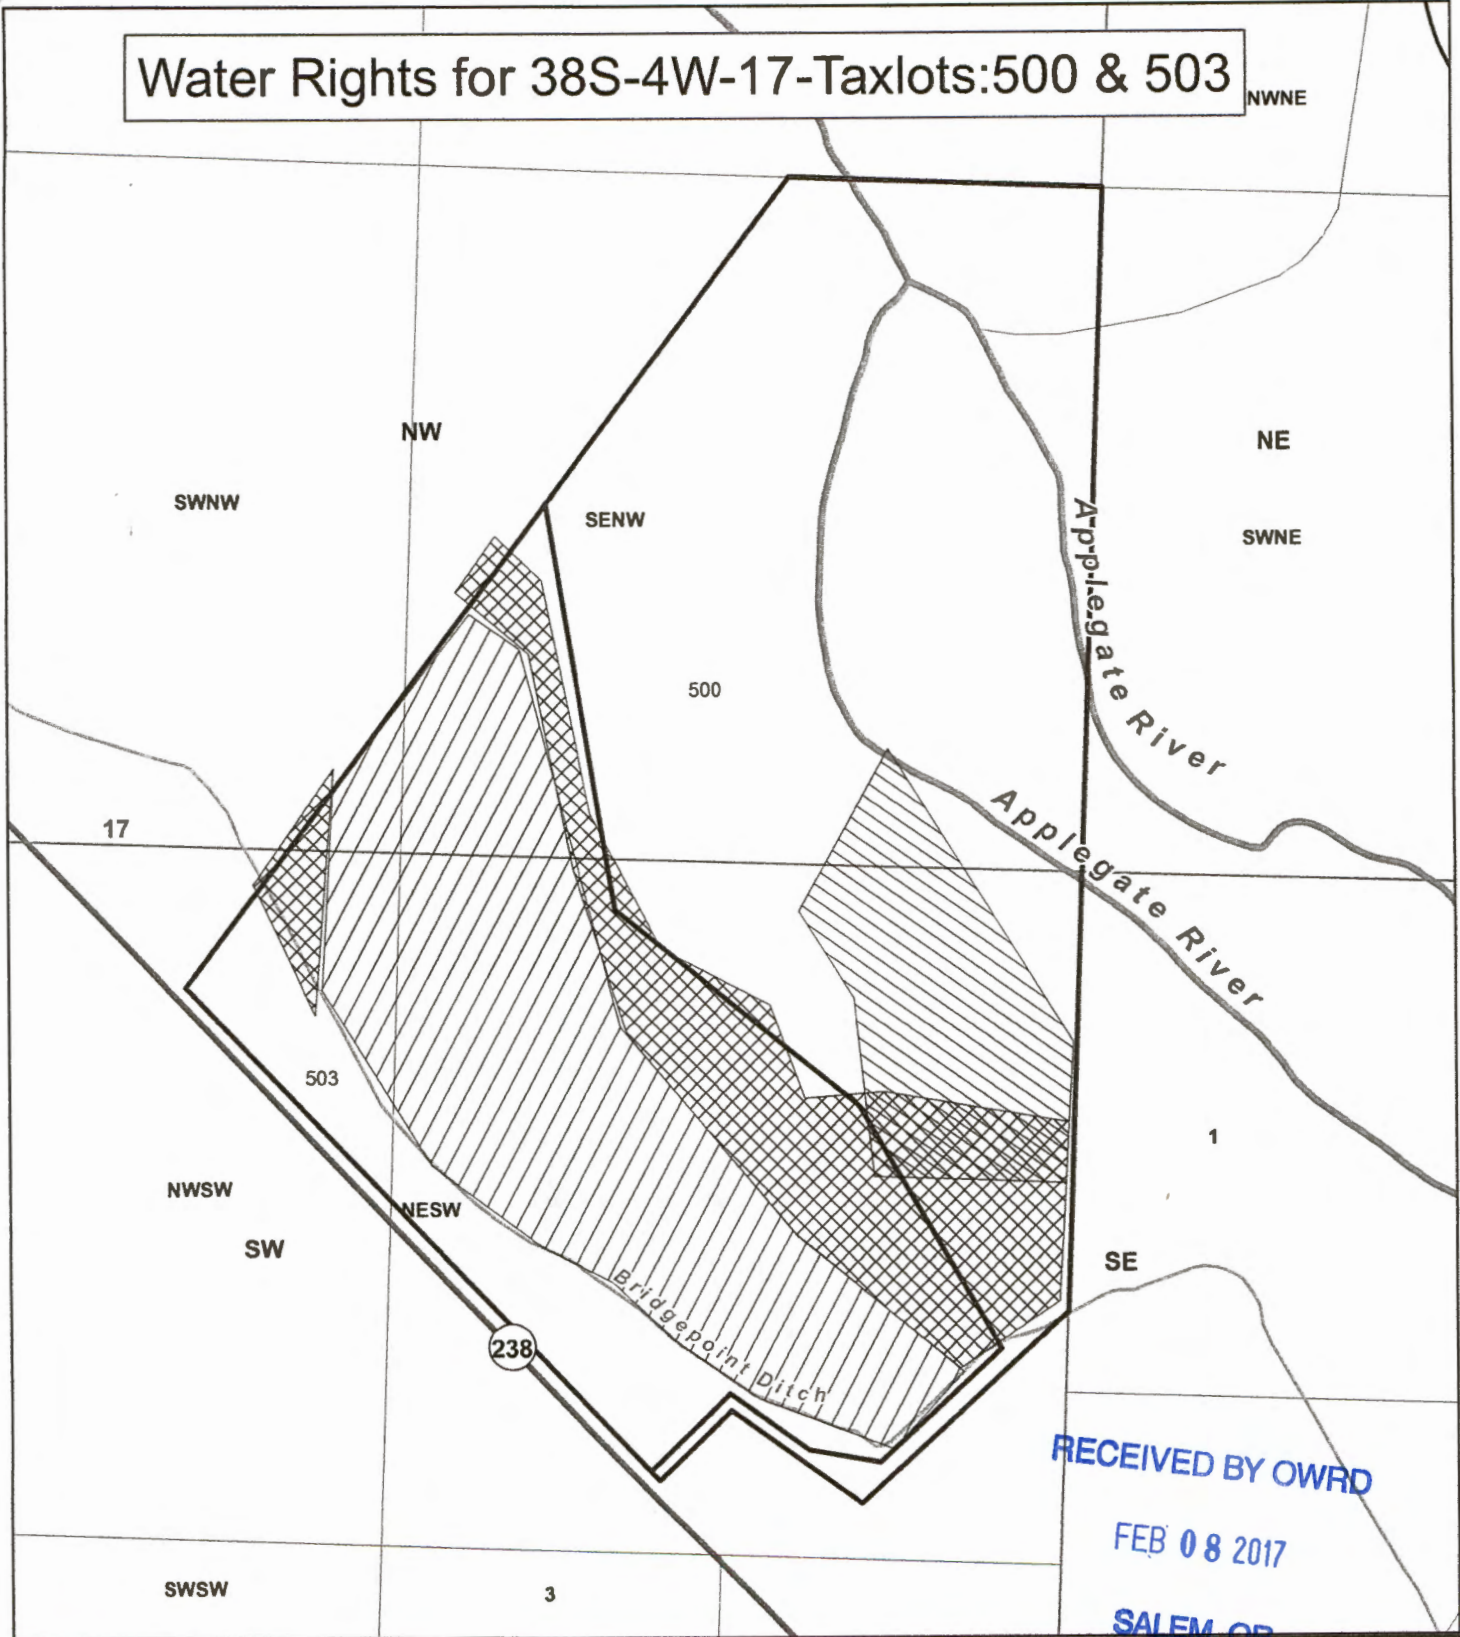 Water Rights for 38S-4W-17-Taxlots:500 & 503
NWNE
NW
NE
SWNW
SENW
SWNE
Applegate River
500
17
Applegate River
503
1
NWSW
NESW
SW
SE
Bridgepoint Ditch
238
RECEIVED BY OWRD
FEB 08 2017
SWSW
3
SALEM, OR